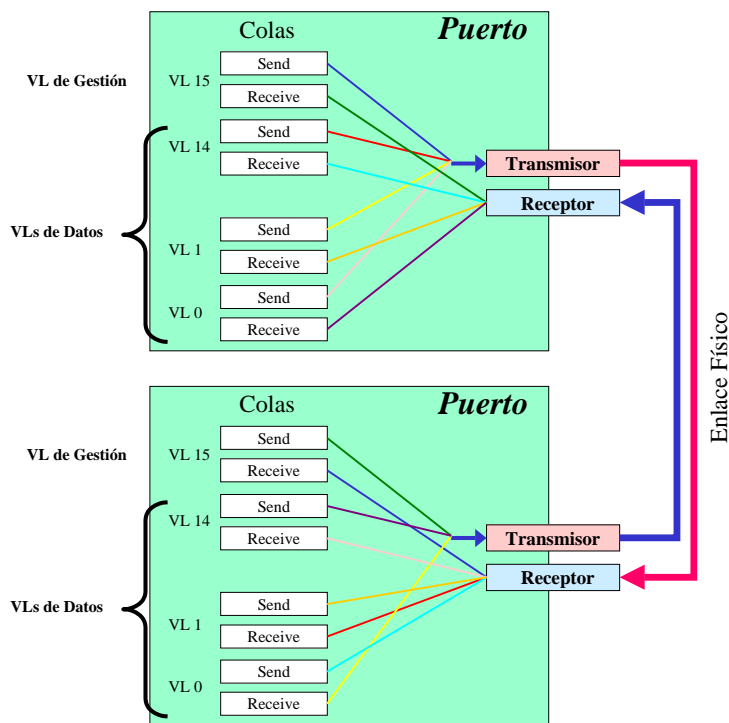 Colas
Puerto
VL de Gestión
VL 15
Send
Receive
VL 14
Send
Receive
VLs de Datos
VL 1
Send
Receive
VL 0
Send
Receive
Transmisor
Receptor
Enlace Físico
Colas
Puerto
VL de Gestión
VL 15
Send
Receive
VL 14
Send
Receive
VLs de Datos
VL 1
Send
Receive
VL 0
Send
Receive
Transmisor
Receptor